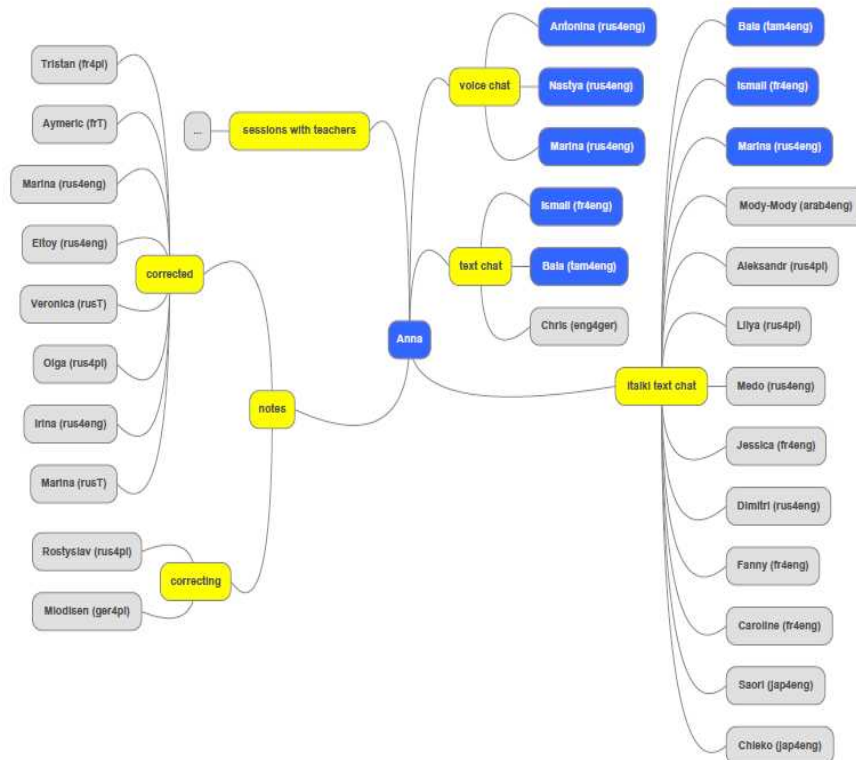 Tristan (fr4pl)
Aymeric (frT)
Marina (rus4eng)
Eltoy (rus4eng)
Veronica (rusT)
Olga (rus4pl)
Irina (rus4eng)
Marina (rusT)
corrected
Rostyslav (rus4pl)
Mlodisen (ger4pl)
correcting
notes
...
sessions with teachers
Anna
voice chat
Antonina (rus4eng)
Nastya (rus4eng)
Marina (rus4eng)
text chat
Ismail (fr4eng)
Bala (tam4eng)
Chris (eng4ger)
italki text chat
Bala (tam4eng)
Ismail (fr4eng)
Marina (rus4eng)
Mody-Mody (arab4eng)
Aleksandr (rus4pl)
Liya (rus4pl)
Medo (rus4eng)
Jessica (fr4eng)
Dimitri (rus4eng)
Fanny (fr4eng)
Caroline (fr4eng)
Saori (jap4eng)
Chieko (jap4eng)